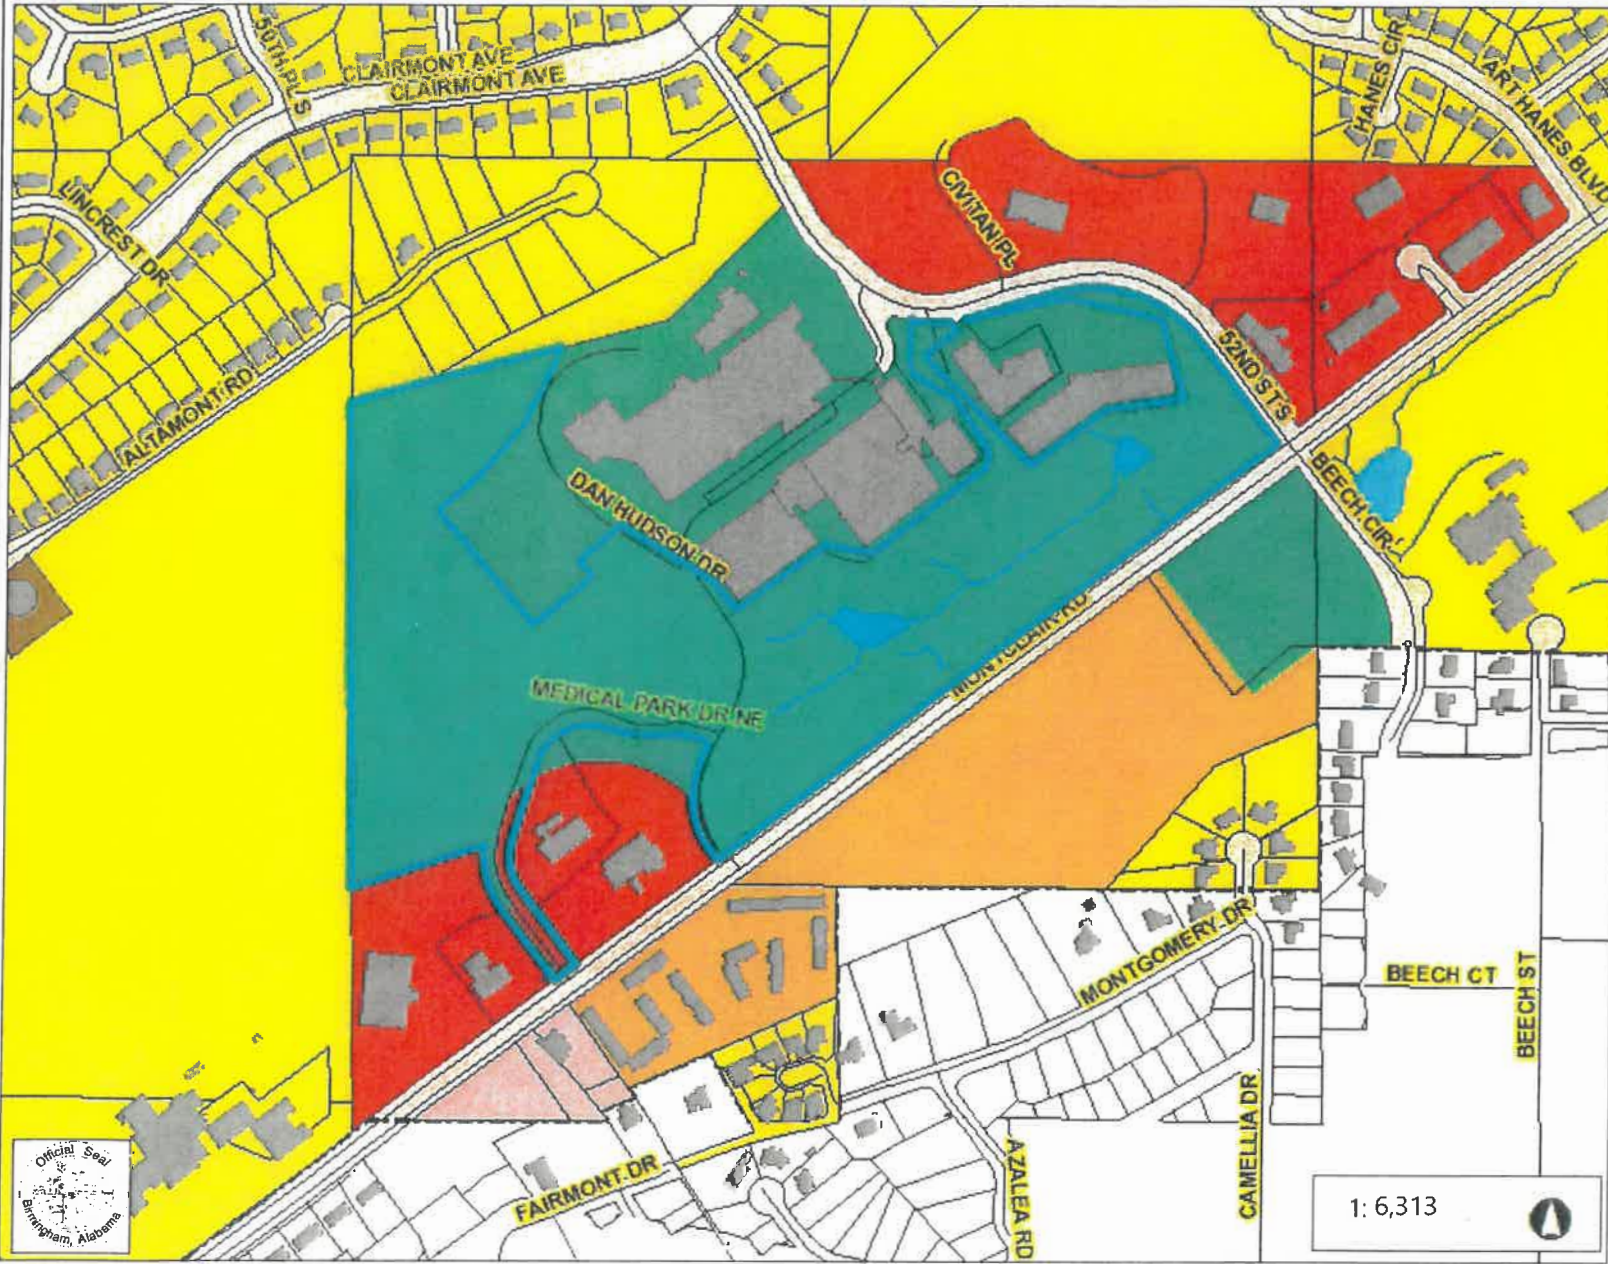 50TH PL S
CLAIRMONT AVE
CLAIRMONT AVE
HANES CIR
ART HANES BLVD
LINCREST DR
CIVITAN PL
ALTAMONT RD
52ND ST S
BEECH CIR
DAN HUDSON DR
MONTCLAIR RD
MEDICAL PARK DR NE
MONTGOMERY DR
BEECH CT
BEECH ST
CAMELLIA DR
AZALEA RD
FAIRMONT DR
Official Seal
Birmingham, Alabama
1: 6,313